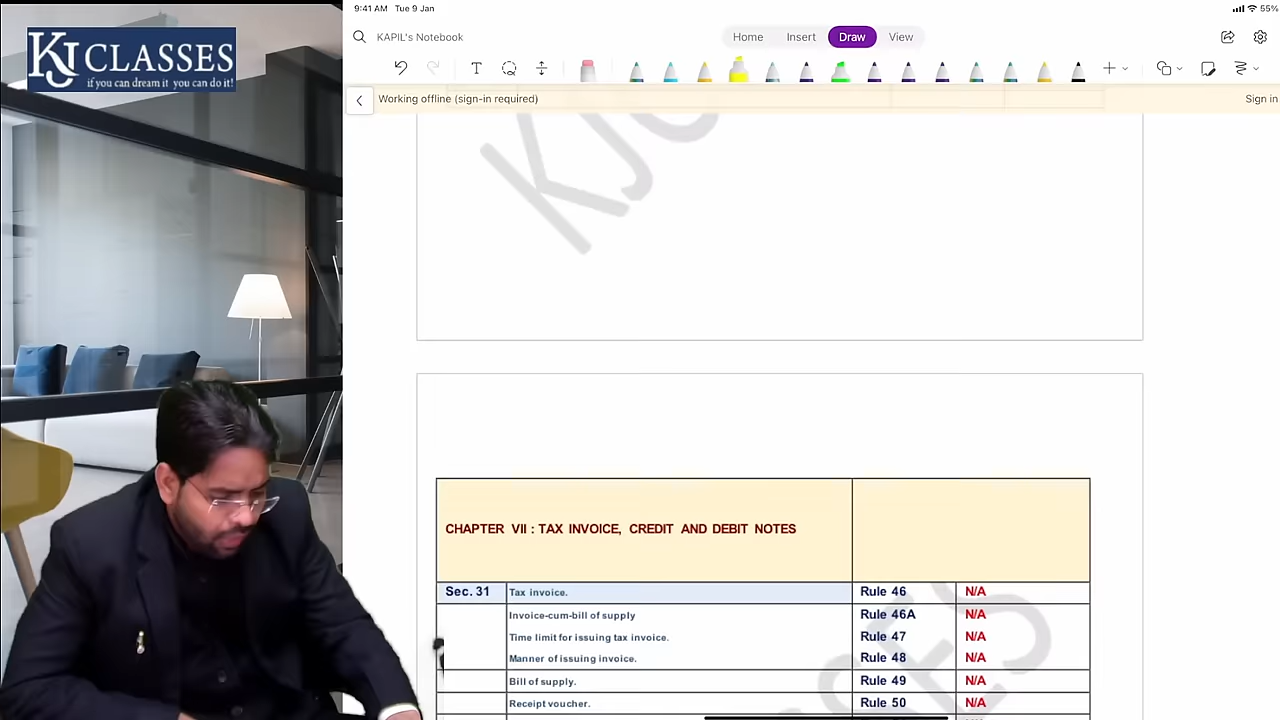 KJ CLASSES
if you can dream it you can do it!
9:41 AM Tue 9 Jan
55%
KAPIL's Notebook
Home Insert Draw View
Working offline (sign-in required)
Sign in
CHAPTER VII : TAX INVOICE, CREDIT AND DEBIT NOTES
Sec. 31 Tax invoice. Rule 46 N/A
Invoice-cum-bill of supply Rule 46A N/A
Time limit for issuing tax invoice. Rule 47 N/A
Manner of issuing invoice. Rule 48 N/A
Bill of supply. Rule 49 N/A
Receipt voucher. Rule 50 N/A